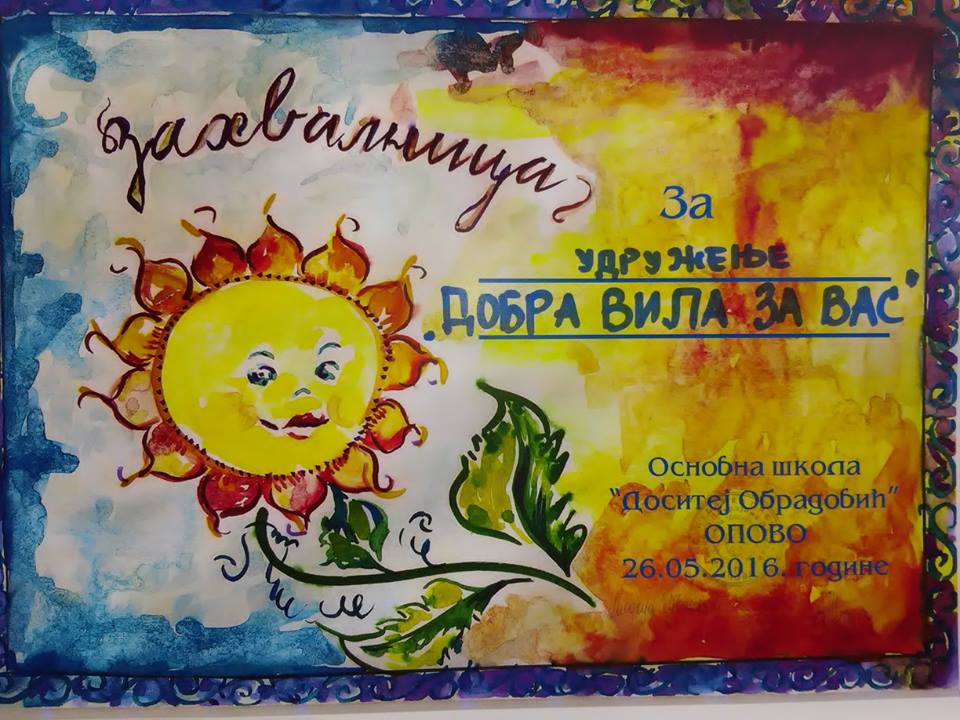 захвалница
За
УДРУЖЕЊЕ
„ДОБРА ВИЛА ЗА ВАС"
Основна школа
“Доситеј Обрадовић”
ОПОВО
26.05.2016. године